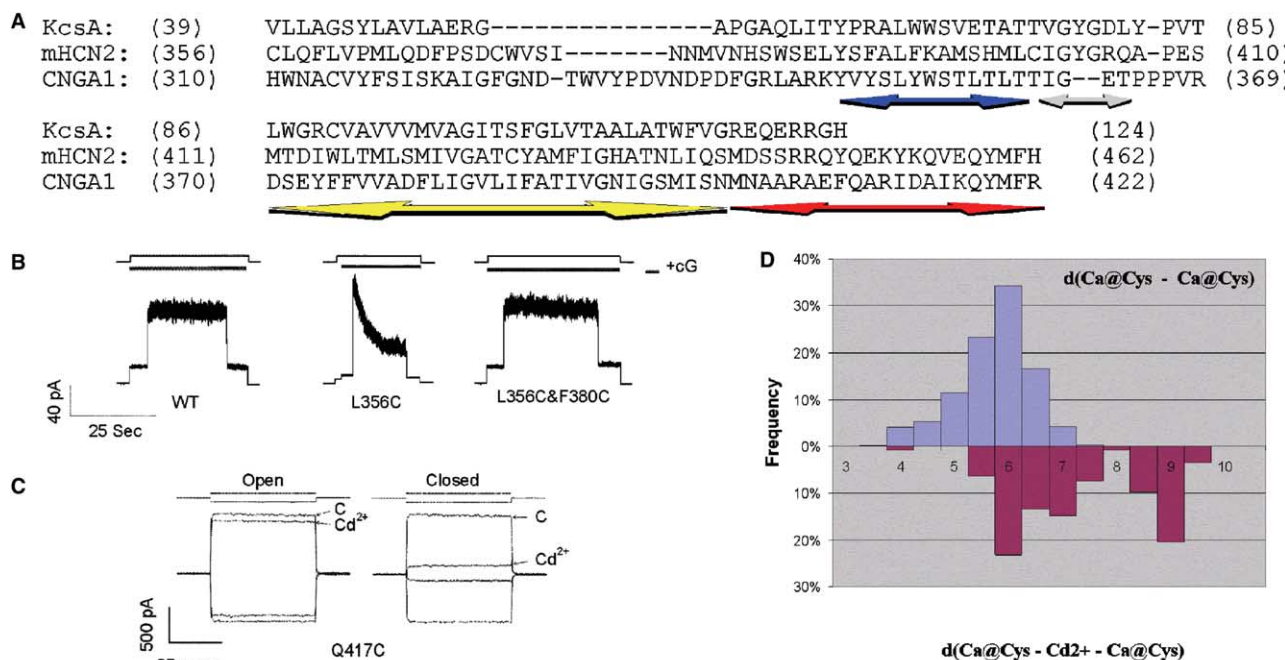 A
KcsA: (39) VLLAGSYLAVLAERG---------------APGAQLITYPRALWWSVETATTVGYGDLY-PVT (85)
mHCN2: (356) CLQFLVPMLQDFPSDCWVSI---------NNMVNHSWSELYSFALFKAMSHMLCIGYGRQA-PES (410)
CNGA1: (310) HWNACVYFSISKAIGFGND-TWVYPDVNDPDFGRLARKYVYSLYWSTLTLTTIG--ETPPPVR (369)
KcsA: (86) LWGRCVAVVVMVAGITSFGLVTAALATWFVGREQERRGH (124)
mHCN2: (411) MTDIWLTMLSMIVGATCYAMFIGHATNLIQSMDSSRRQYQEKYKQVEQYMFH (462)
CNGA1 (370) DSEYFFVVADFLIGVLIFATIVGNIGSMISNMNAARAEFQARIDAIKQYMFR (422)
B
+cG
40 pA
25 Sec
WT
L356C
L356C&F380C
C
Open
Closed
C
Cd²⁺
C
Cd²⁺
500 pA
Q417C
D
d(Ca@Cys - Ca@Cys)
Frequency
40%
30%
20%
10%
0%
10%
20%
30%
3 4 5 6 7 8 9 10
d(Ca@Cys - Cd2+ - Ca@Cys)